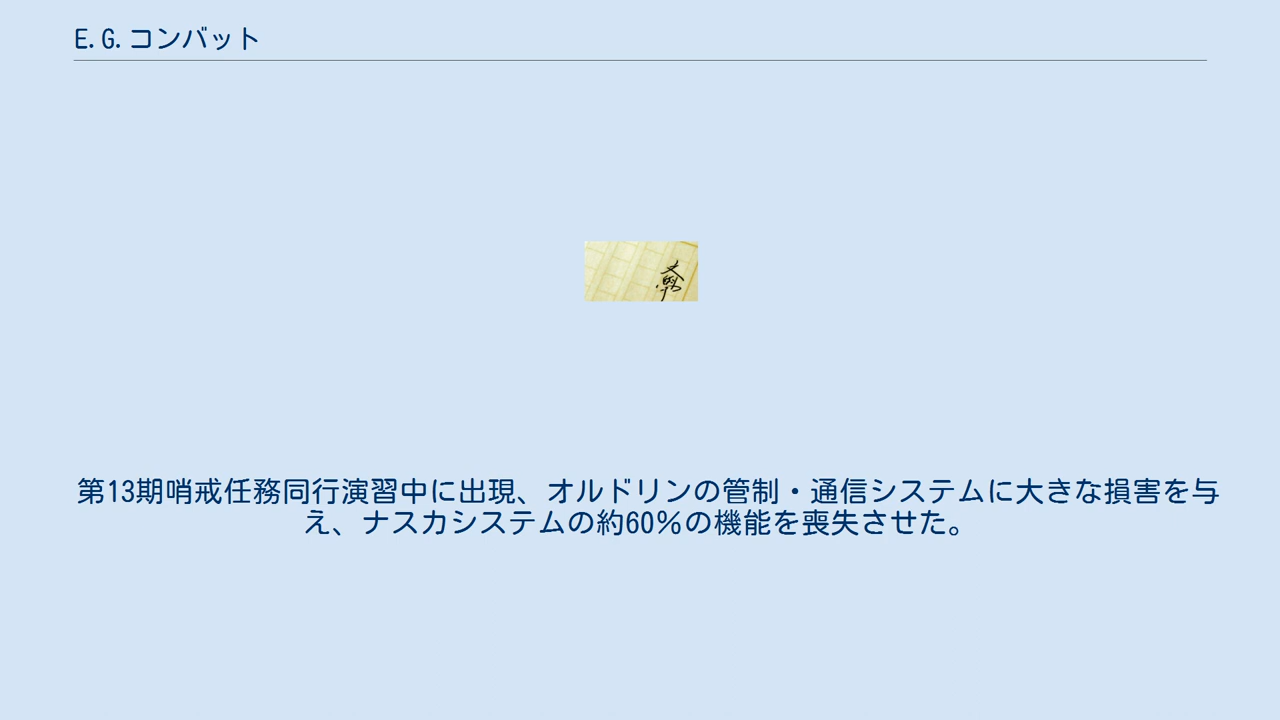 E.G.コンバット
第13期哨戒任務同行演習中に出現、オルドリンの管制・通信システムに大きな損害を与
え、ナスカシステムの約60%の機能を喪失させた。